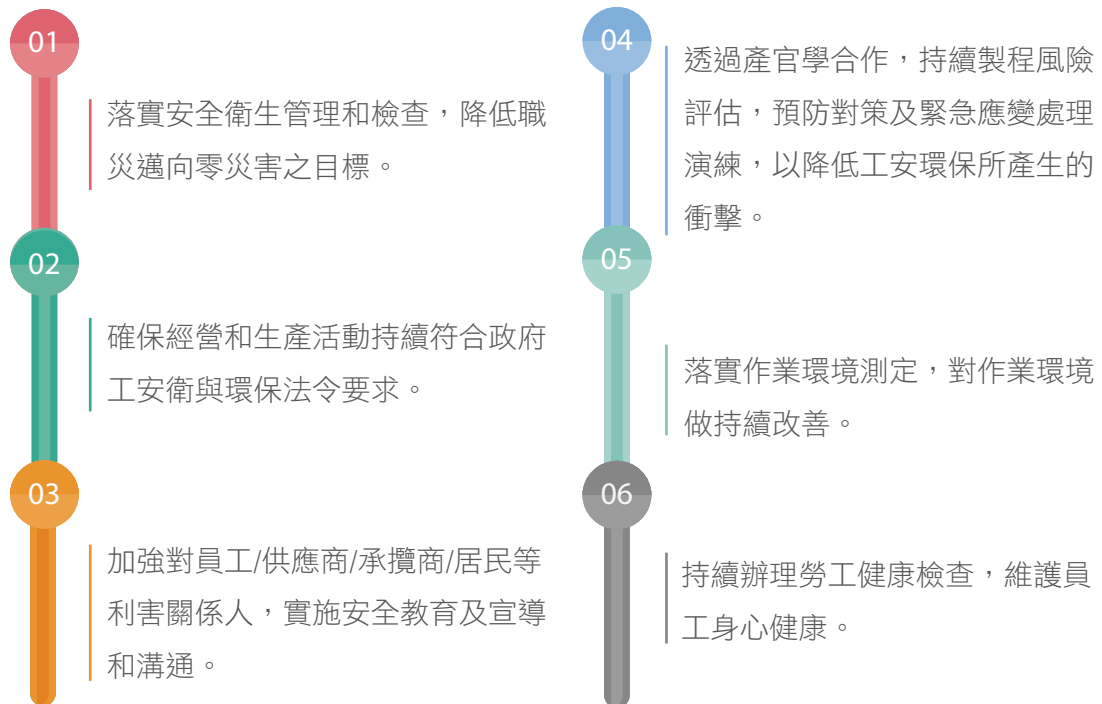 01
落實安全衛生管理和檢查，降低職
災邁向零災害之目標。
02
確保經營和生產活動持續符合政府
工安衛與環保法令要求。
03
加強對員工/供應商/承攬商/居民等
利害關係人，實施安全教育及宣導
和溝通。
04
透過產官學合作，持續製程風險
評估，預防對策及緊急應變處理
演練，以降低工安環保所產生的
衝擊。
05
落實作業環境測定，對作業環境
做持續改善。
06
持續辦理勞工健康檢查，維護員
工身心健康。